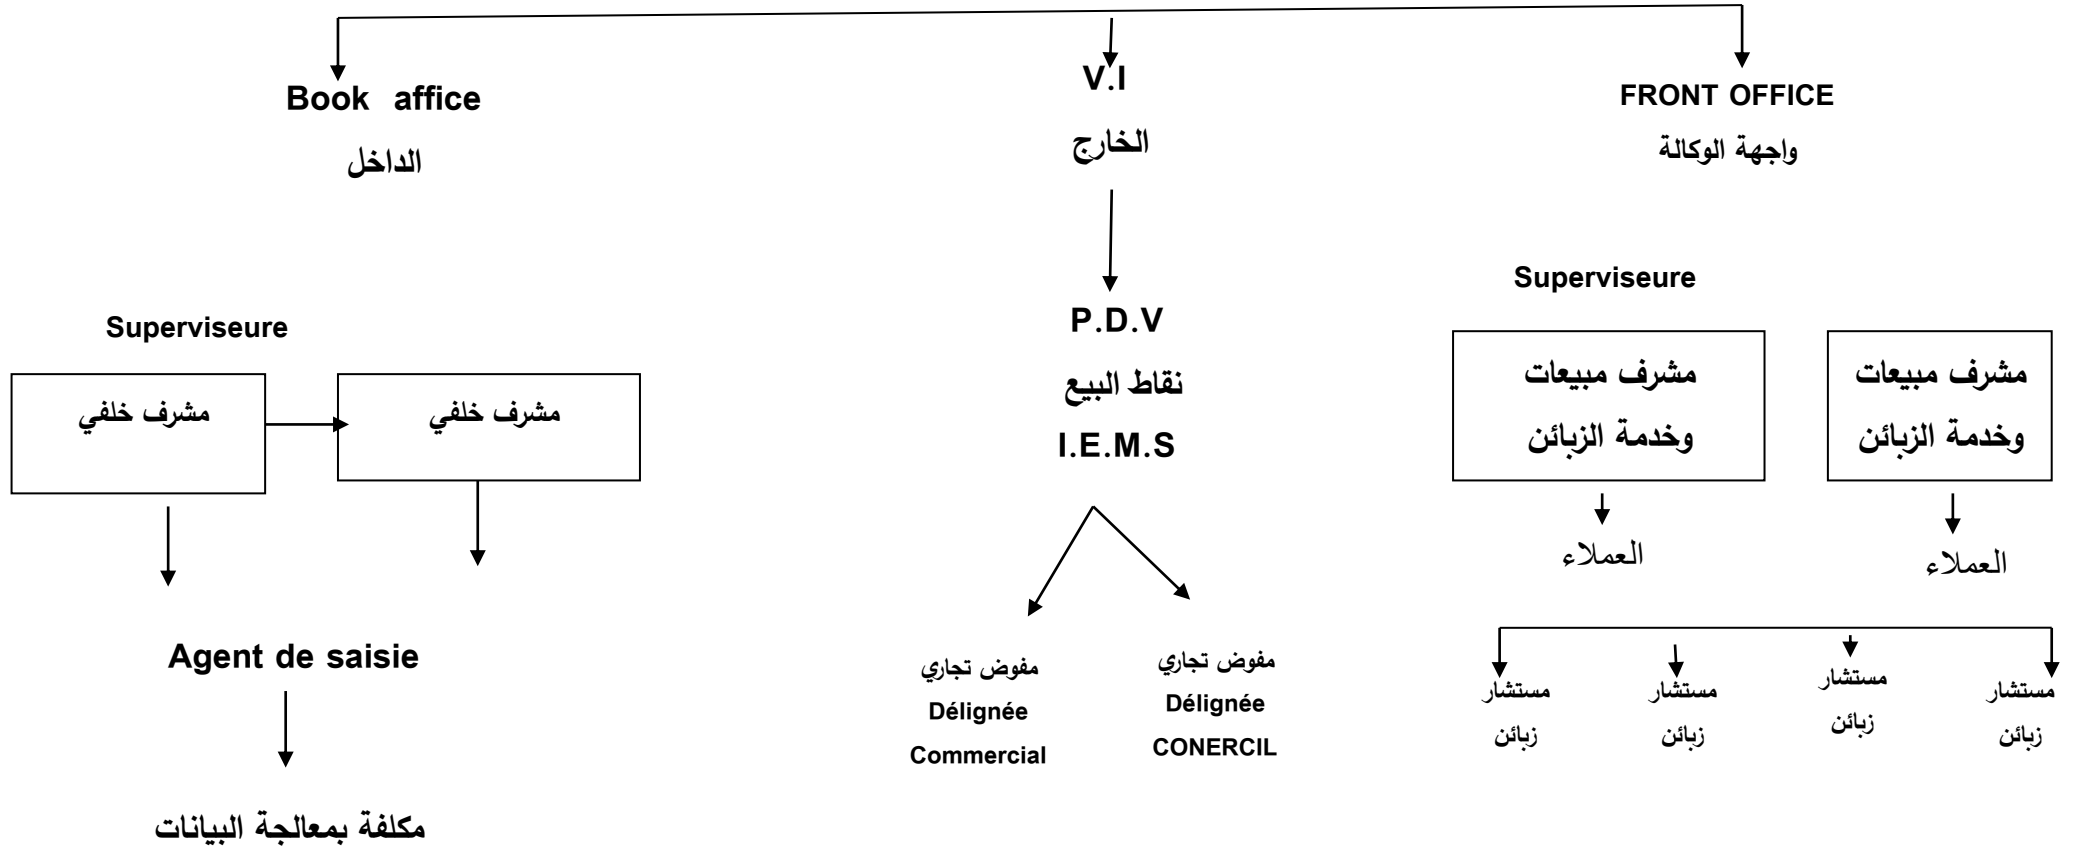 Book affice
الداخل
V.I
الخارج
FRONT OFFICE
واجهة الوكالة
Superviseure
مشرف خلفي
مشرف خلفي
Agent de saisie
مكلفة بمعالجة البيانات
P.D.V
نقاط البيع
I.E.M.S
مفوض تجاري
Délignée
Commercial
مفوض تجاري
Délignée
CONERCIL
Superviseure
مشرف مبيعات
وخدمة الزبائن
مشرف مبيعات
وخدمة الزبائن
العملاء
العملاء
مستشار
زبائن
مستشار
زبائن
مستشار
زبائن
مستشار
زبائن